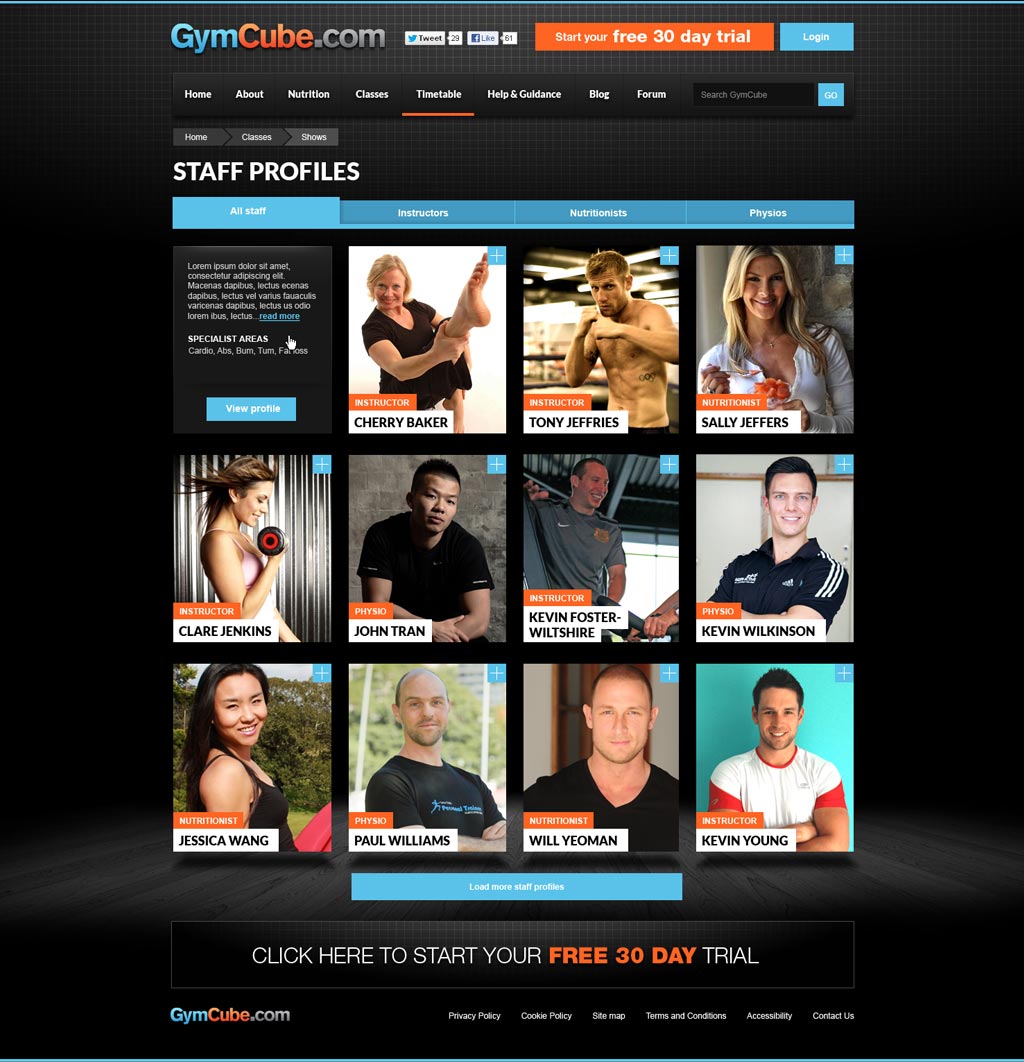 GymCube.com
Tweet 29 Like 61
Start your free 30 day trial
Login
Home About Nutrition Classes Timetable Help & Guidance Blog Forum
Search GymCube GO
Home Classes Shows
STAFF PROFILES
All staff Instructors Nutritionists Physios
Lorem ipsum dolor sit amet,
consectetur adipiscing elit.
Macenas dapibus, lectus ecenas
dapibus, lectus vel varius fauaculis
varicenas dapibus, lectus us odio
lorem ibus, lectus...read more
SPECIALIST AREAS
Cardio, Abs, Bum, Tum, Fat loss
View profile
INSTRUCTOR
CHERRY BAKER
INSTRUCTOR
TONY JEFFRIES
NUTRITIONIST
SALLY JEFFERS
INSTRUCTOR
CLARE JENKINS
PHYSIO
JOHN TRAN
INSTRUCTOR
KEVIN FOSTER-
WILTSHIRE
PHYSIO
KEVIN WILKINSON
NUTRITIONIST
JESSICA WANG
Personal Trainer
PHYSIO
PAUL WILLIAMS
NUTRITIONIST
WILL YEOMAN
INSTRUCTOR
KEVIN YOUNG
Load more staff profiles
CLICK HERE TO START YOUR FREE 30 DAY TRIAL
GymCube.com
Privacy Policy Cookie Policy Site map Terms and Conditions Accessibility Contact Us